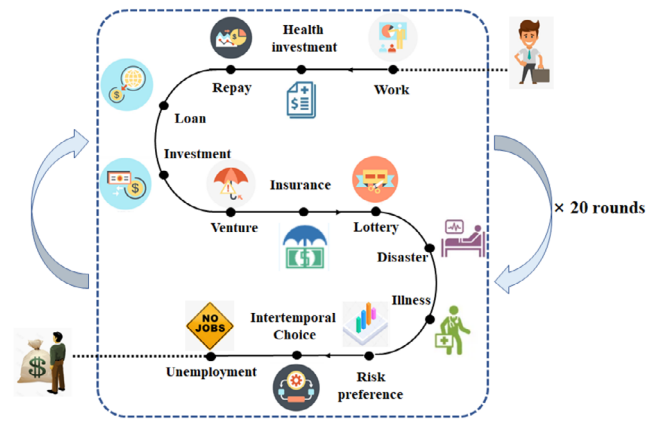 Health
investment
Repay
Work
Loan
Investment
Insurance
Venture
Lottery
Disaster
× 20 rounds
Illness
NO
JOBS
Intertemporal
Choice
Unemployment
Risk
preference